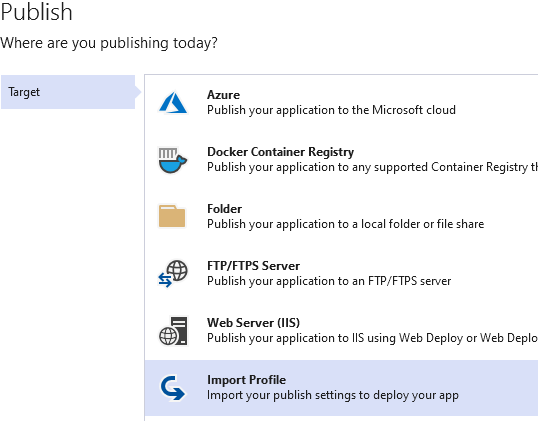 Publish
Where are you publishing today?
Target
Azure
Publish your application to the Microsoft cloud
Docker Container Registry
Publish your application to any supported Container Registry th
Folder
Publish your application to a local folder or file share
FTP/FTPS Server
Publish your application to an FTP/FTPS server
Web Server (IIS)
Publish your application to IIS using Web Deploy or Web Deplo
Import Profile
Import your publish settings to deploy your app